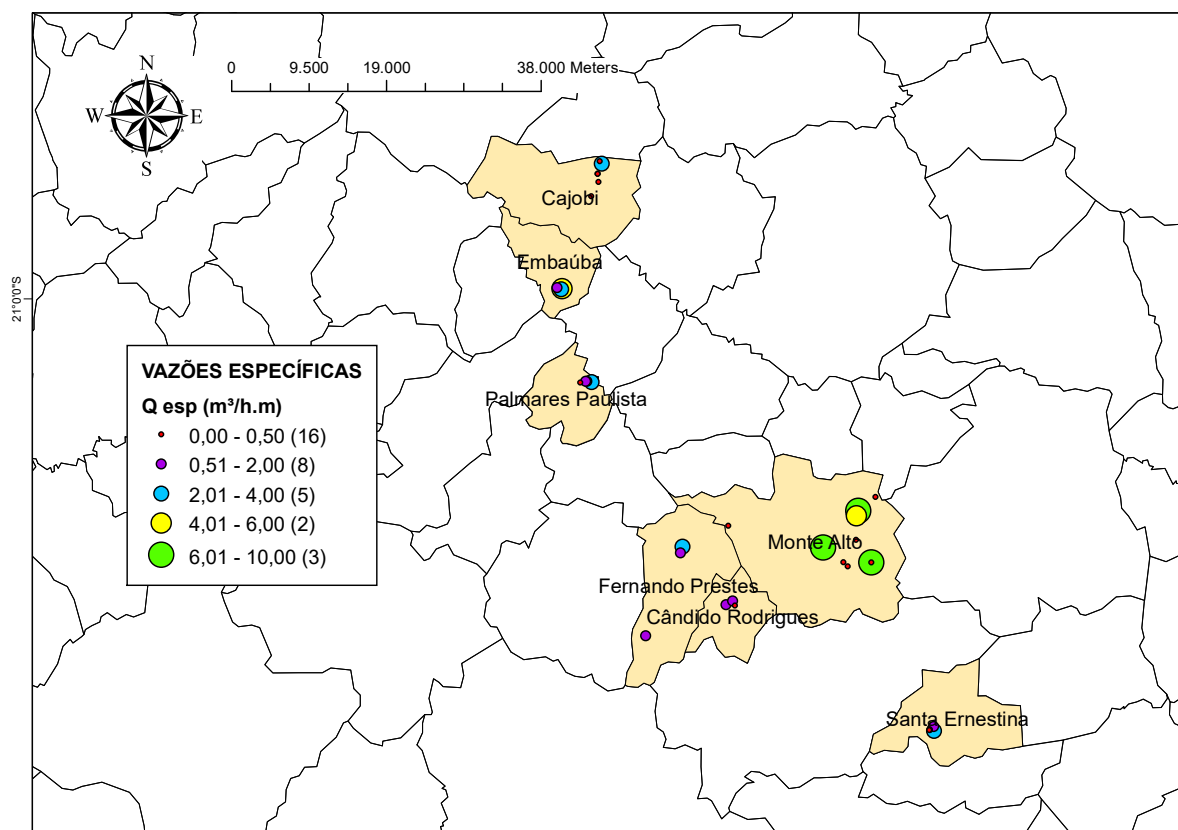 N
W E
S
0 9.500 19.000 38.000 Meters
Cajobi
Embaúba
21°0'0"S
VAZÕES ESPECÍFICAS
Q esp (m³/h.m)
0,00 - 0,50 (16)
0,51 - 2,00 (8)
2,01 - 4,00 (5)
4,01 - 6,00 (2)
6,01 - 10,00 (3)
Palmares Paulista
Monte Alto
Fernando Prestes
Cândido Rodrigues
Santa Ernestina